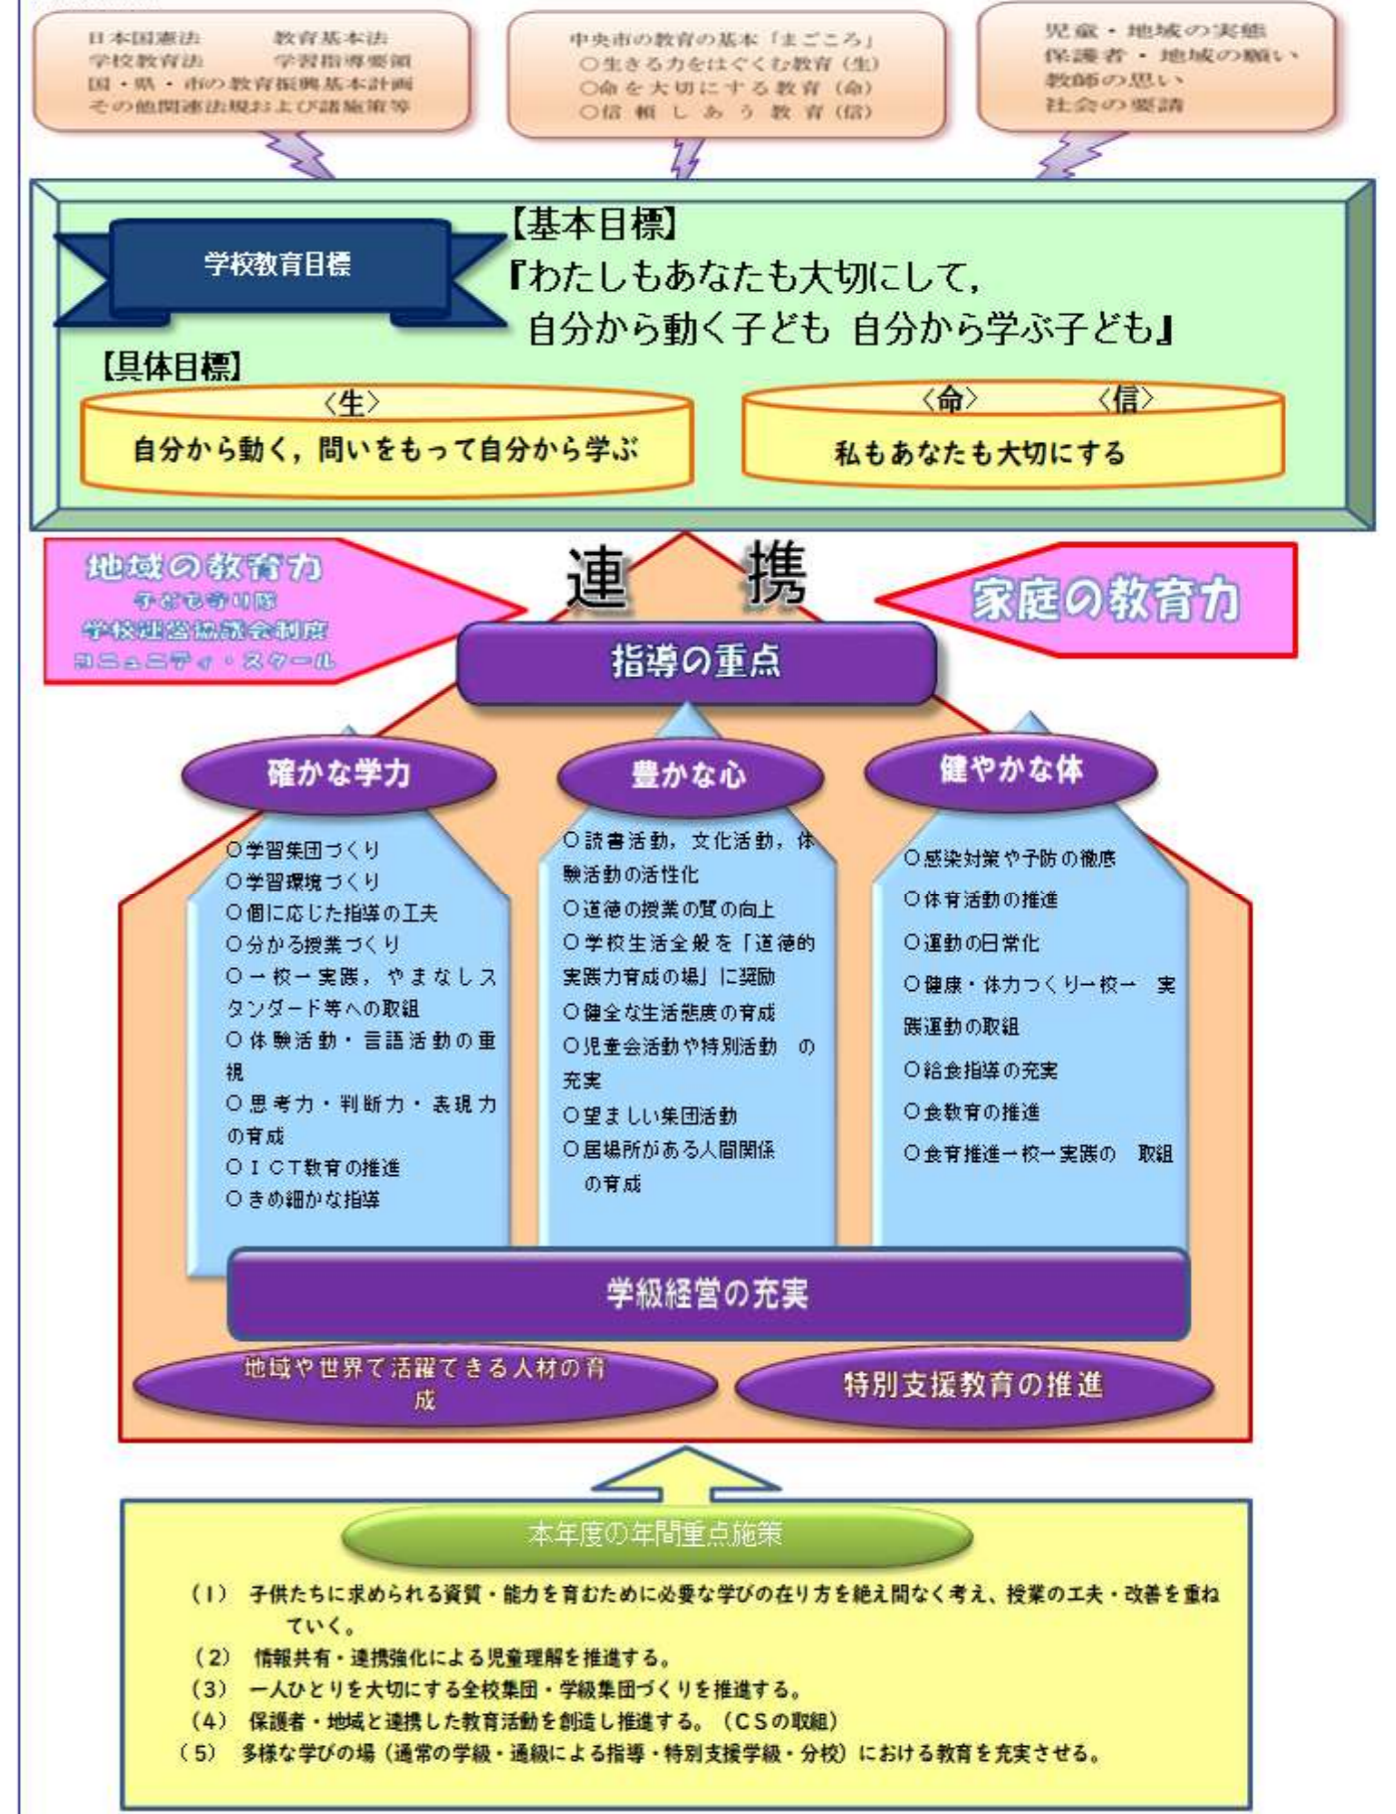 日本国憲法　教育基本法
学校教育法　学習指導要領
国・県・市の教育振興基本計画
その他関連法規および諸施策等
中央市の教育の基本「まごころ」
○生きる力をはぐくむ教育（生）
○命を大切にする教育（命）
○信頼しあう教育（信）
児童・地域の実態
保護者・地域の願い
教師の思い
社会の要請
学校教育目標
【基本目標】
『わたしもあなたも大切にして，
自分から動く子ども 自分から学ぶ子ども』
【具体目標】
〈生〉
自分から動く，問いをもって自分から学ぶ
〈命〉　〈信〉
私もあなたも大切にする
地域の教育力
子ども守り隊
学校運営協議会制度
コミュニティ・スクール
連　携
家庭の教育力
指導の重点
確かな学力
○学習集団づくり
○学習環境づくり
○個に応じた指導の工夫
○分かる授業づくり
○一校一実践，やまなしス
タンダード等への取組
○体験活動・言語活動の重
視
○思考力・判断力・表現力
の育成
○ＩＣＴ教育の推進
○きめ細かな指導
豊かな心
○読書活動，文化活動，体
験活動の活性化
○道徳の授業の質の向上
○学校生活全般を「道徳的
実践力育成の場」に奨励
○健全な生活態度の育成
○児童会活動や特別活動　の
充実
○望ましい集団活動
○居場所がある人間関係
の育成
健やかな体
○感染対策や予防の徹底
○体育活動の推進
○運動の日常化
○健康・体力つくり一校一　実
践運動の取組
○給食指導の充実
○食教育の推進
○食育推進一校一実践の　取組
学級経営の充実
地域や世界で活躍できる人材の育
成
特別支援教育の推進
本年度の年間重点施策
（1） 子供たちに求められる資質・能力を育むために必要な学びの在り方を絶え間なく考え、授業の工夫・改善を重ね
ていく。
（2） 情報共有・連携強化による児童理解を推進する。
（3） 一人ひとりを大切にする全校集団・学級集団づくりを推進する。
（4） 保護者・地域と連携した教育活動を創造し推進する。（CSの取組）
（5） 多様な学びの場（通常の学級・通級による指導・特別支援学級・分校）における教育を充実させる。